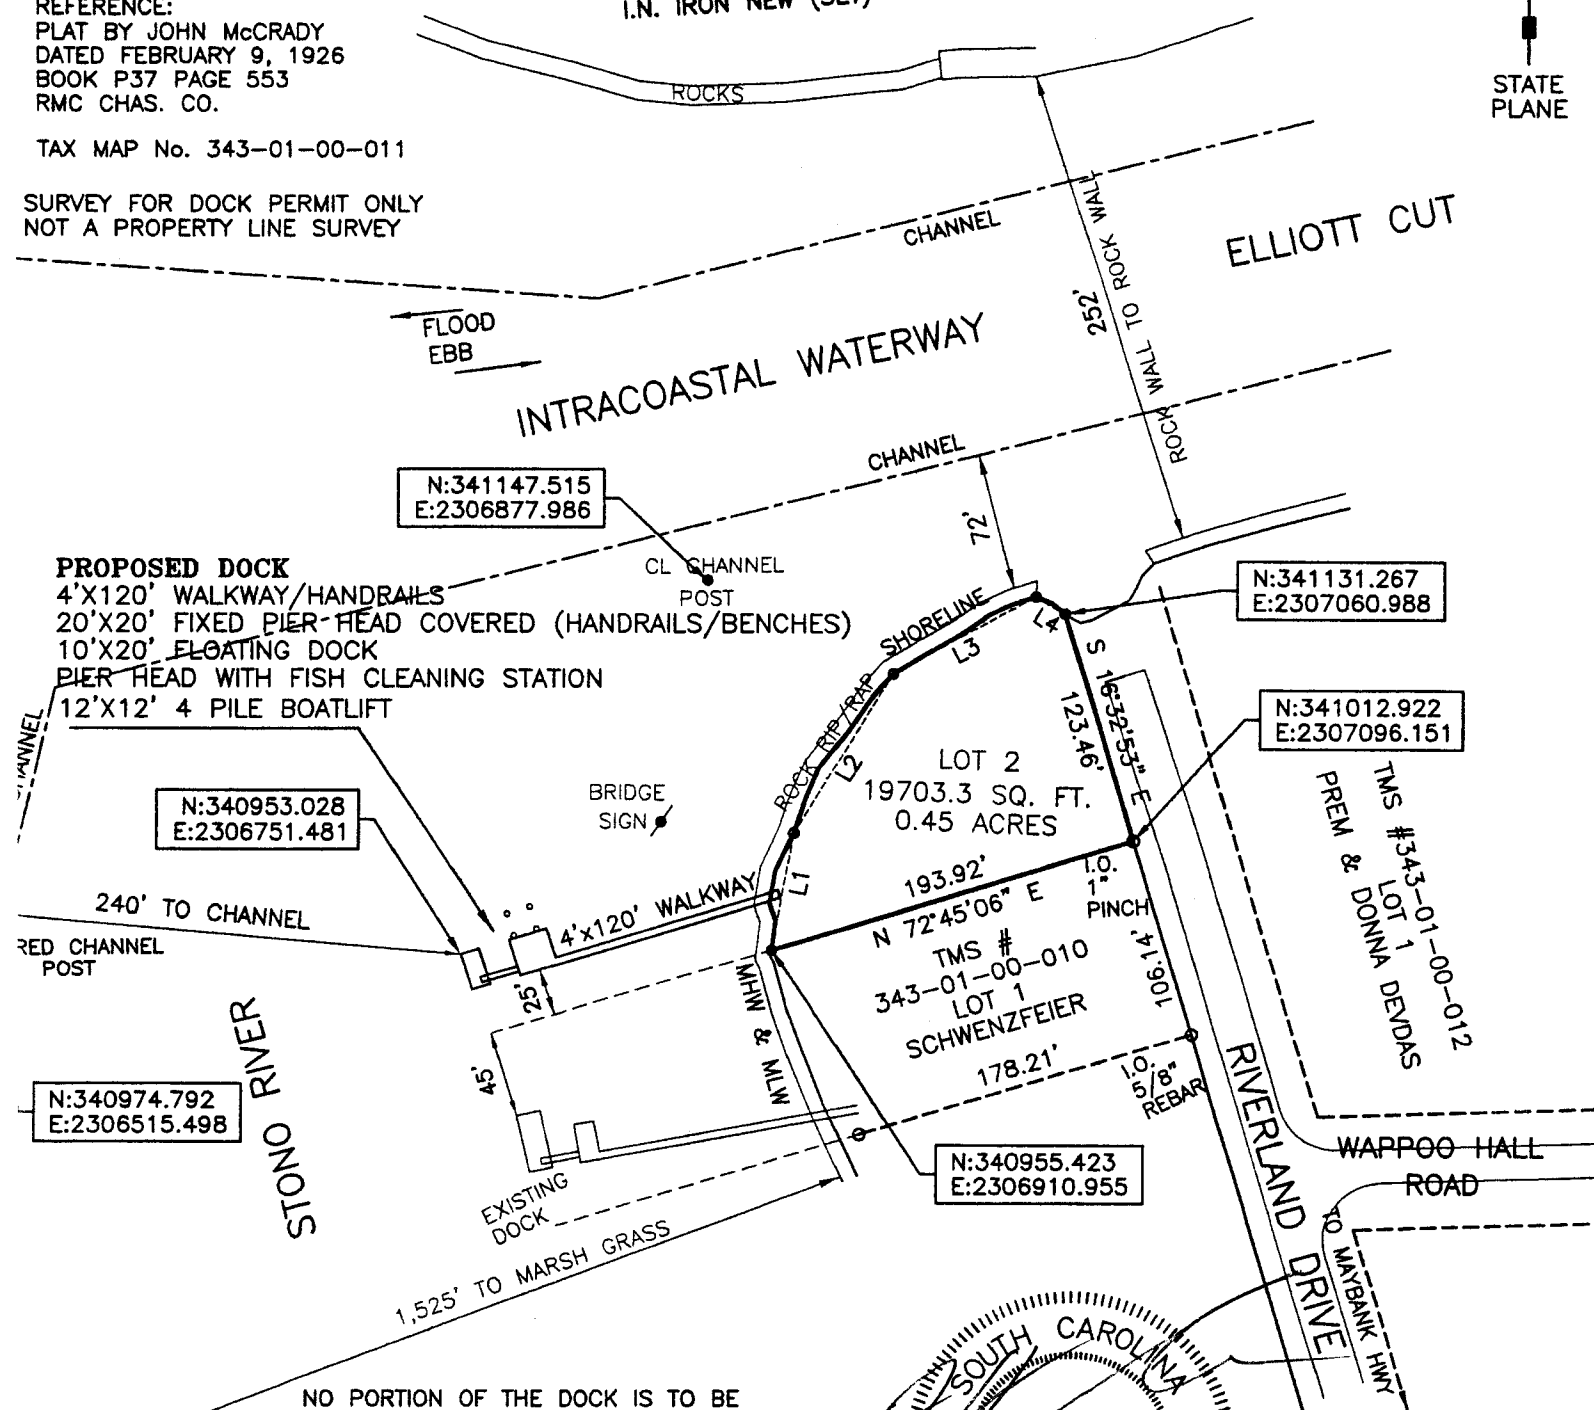 REFERENCE:
PLAT BY JOHN McCRADY
DATED FEBRUARY 9, 1926
BOOK P37 PAGE 553
RMC CHAS. CO.
TAX MAP No. 343-01-00-011
SURVEY FOR DOCK PERMIT ONLY
NOT A PROPERTY LINE SURVEY
I.N. IRON NEW (SET)
STATE
PLANE
ROCKS
CHANNEL
ELLIOTT CUT
252'
ROCK WALL TO ROCK WALL
ROCK WALL
FLOOD
EBB
INTRACOASTAL WATERWAY
CHANNEL
72'
N:341147.515
E:2306877.986
CL CHANNEL
POST
PROPOSED DOCK
4'X120' WALKWAY/HANDRAILS
20'X20' FIXED PIER-HEAD COVERED (HANDRAILS/BENCHES)
10'X20' FLOATING DOCK
PIER HEAD WITH FISH CLEANING STATION
12'X12' 4 PILE BOATLIFT
CHANNEL
N:341131.267
E:2307060.988
SHORELINE
ROCK RIP/RAP
L1
L2
L3
L4
S 16°32'53" E
123.46'
N:341012.922
E:2307096.151
LOT 2
19703.3 SQ. FT.
0.45 ACRES
BRIDGE
SIGN
N:340953.028
E:2306751.481
240' TO CHANNEL
RED CHANNEL
POST
4'x120' WALKWAY
193.92'
N 72°45'06" E
I.O.
1"
PINCH
TMS #343-01-00-012
LOT 1
PREM & DONNA DEVDAS
25'
45'
MHW & MLW
TMS #
343-01-00-010
LOT 1
SCHWENZFEIER
106.14'
178.21'
I.O.
5/8"
REBAR
STONO RIVER
N:340974.792
E:2306515.498
N:340955.423
E:2306910.955
EXISTING
DOCK
1,525' TO MARSH GRASS
RIVERLAND DRIVE
WAPPOO HALL
ROAD
TO MAYBANK HWY
SOUTH CAROLINA
NO PORTION OF THE DOCK IS TO BE